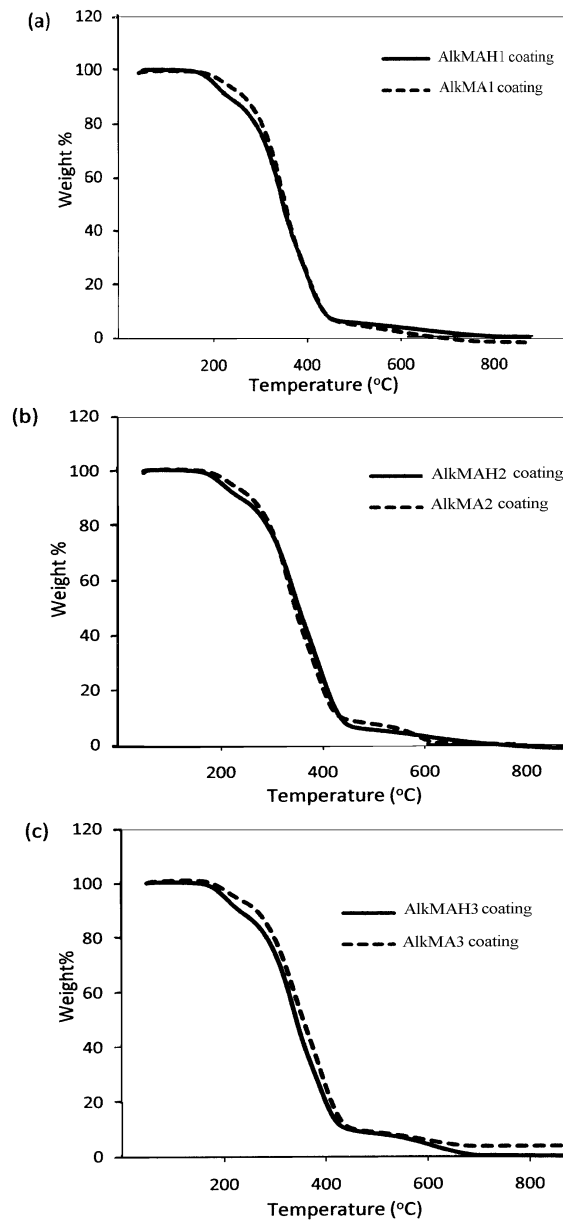 (a)
120
100
80
60
40
20
0
Weight %
AlkMAH1 coating
AlkMA1 coating
200 400 600 800
Temperature (°C)
(b)
120
100
80
60
40
20
0
Weight %
AlkMAH2 coating
AlkMA2 coating
200 400 600 800
Temperature (°C)
(c)
120
100
80
60
40
20
0
Weight%
AlkMAH3 coating
AlkMA3 coating
200 400 600 800
Temperature (°C)